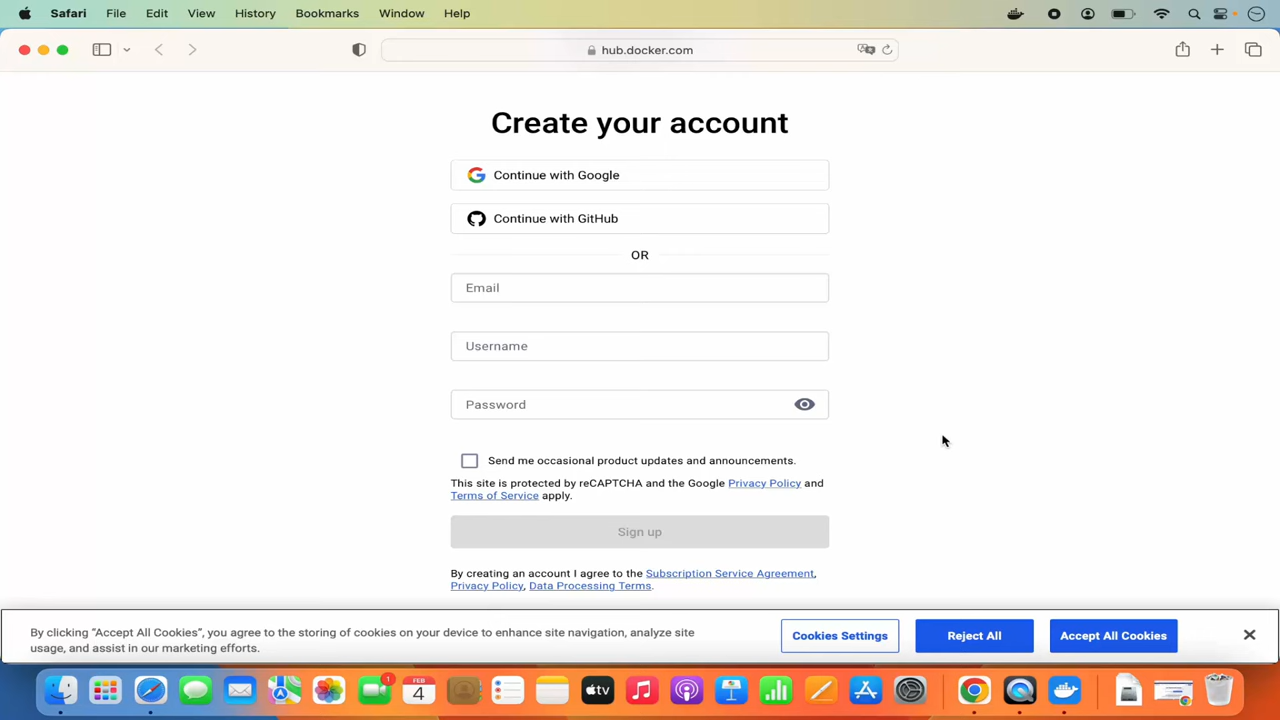 Safari File Edit View History Bookmarks Window Help
hub.docker.com
Create your account
Continue with Google
Continue with GitHub
OR
Email
Username
Password
Send me occasional product updates and announcements.
This site is protected by reCAPTCHA and the Google Privacy Policy and
Terms of Service apply.
Sign up
By creating an account I agree to the Subscription Service Agreement,
Privacy Policy, Data Processing Terms.
By clicking “Accept All Cookies”, you agree to the storing of cookies on your device to enhance site navigation, analyze site
usage, and assist in our marketing efforts.
Cookies Settings
Reject All
Accept All Cookies
1
FEB
4
tv